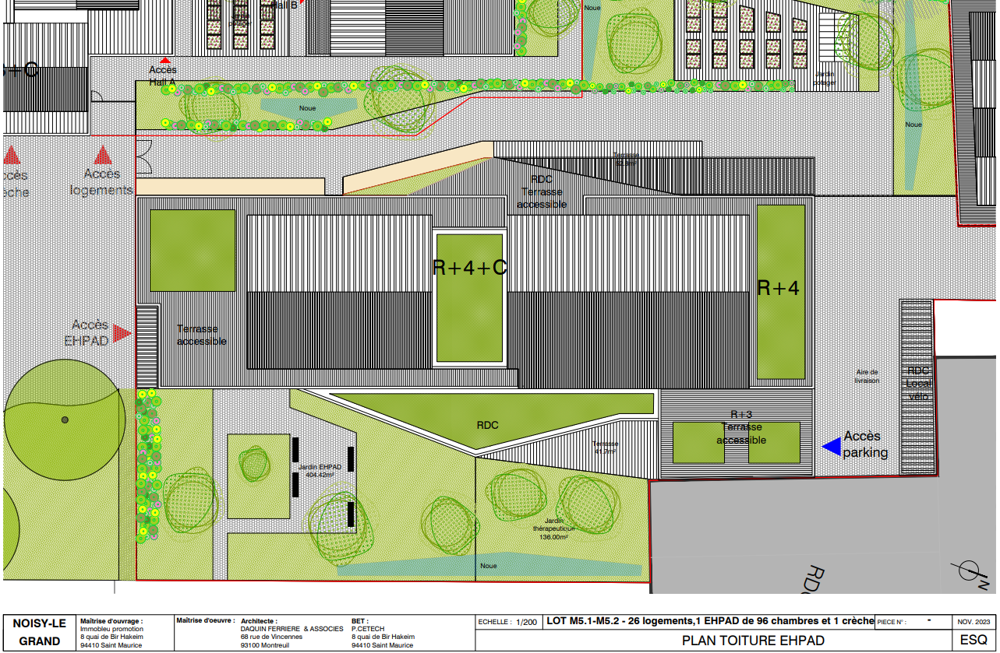 Hall B
Noue
Jardin
potager
+C
Accès
Hall A
Jardin
potager
Noue
Noue
Accès
logements
Terrasse
RDC
Terrasse
accessible
R+4+C
R+4
Accès
EHPAD
Terrasse
accessible
Aire de
livraison
RDC
Local
vélo
RDC
R+3
Terrasse
accessible
Accès
parking
Terrasse
41.7m²
Jardin EHPAD
404.42m²
Jardin
thérapeutique
136.00m²
Noue
RDC
N
NOISY-LE
GRAND
Maîtrise d'ouvrage :
Immobleu promotion
8 quai de Bir Hakeim
94410 Saint Maurice
Maîtrise d'oeuvre :
Architecte :
DAQUIN FERRIERE & ASSOCIES
68 rue de Vincennes
93100 Montreuil
BET :
P.CETECH
8 quai de Bir Hakeim
94410 Saint Maurice
ECHELLE : 1/200
LOT M5.1-M5.2 - 26 logements,1 EHPAD de 96 chambres et 1 crèche
PIECE N° : -
NOV. 2023
PLAN TOITURE EHPAD
ESQ